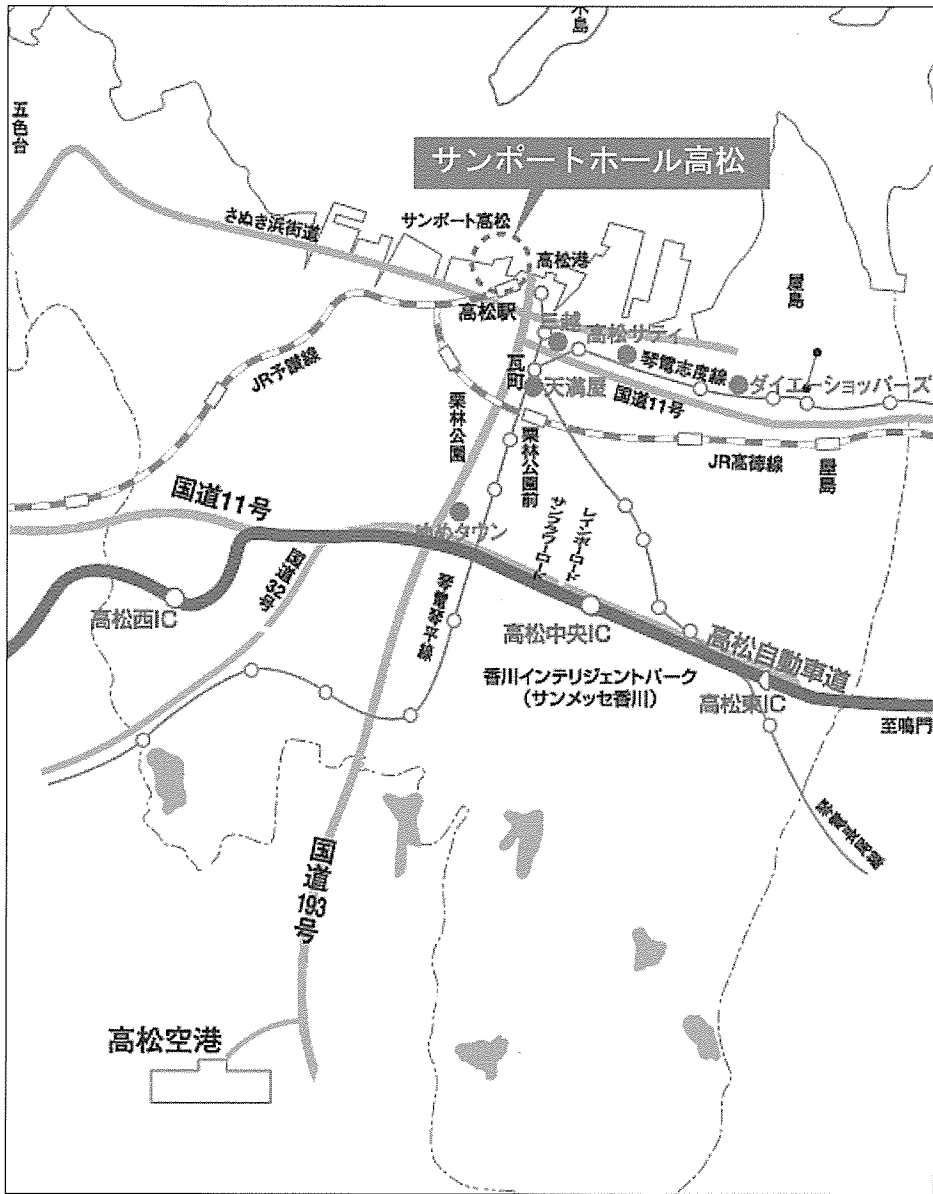 木島
五色台
サンポートホール高松
さぬき浜街道
サンポート高松
高松港
高松駅
屋島
三越
高松サティ
琴電志度線
瓦町
天満屋
ダイエーショッパーズ
国道11号
JR予讃線
栗林公園
栗林公園前
JR高徳線
屋島
国道11号
ゆめタウン
サンフラワーロード
レインボーロード
国道32号
高松西IC
琴電琴平線
高松中央IC
高松自動車道
香川インテリジェントパーク
(サンメッセ香川)
高松東IC
至鳴門
国道193号
高松空港